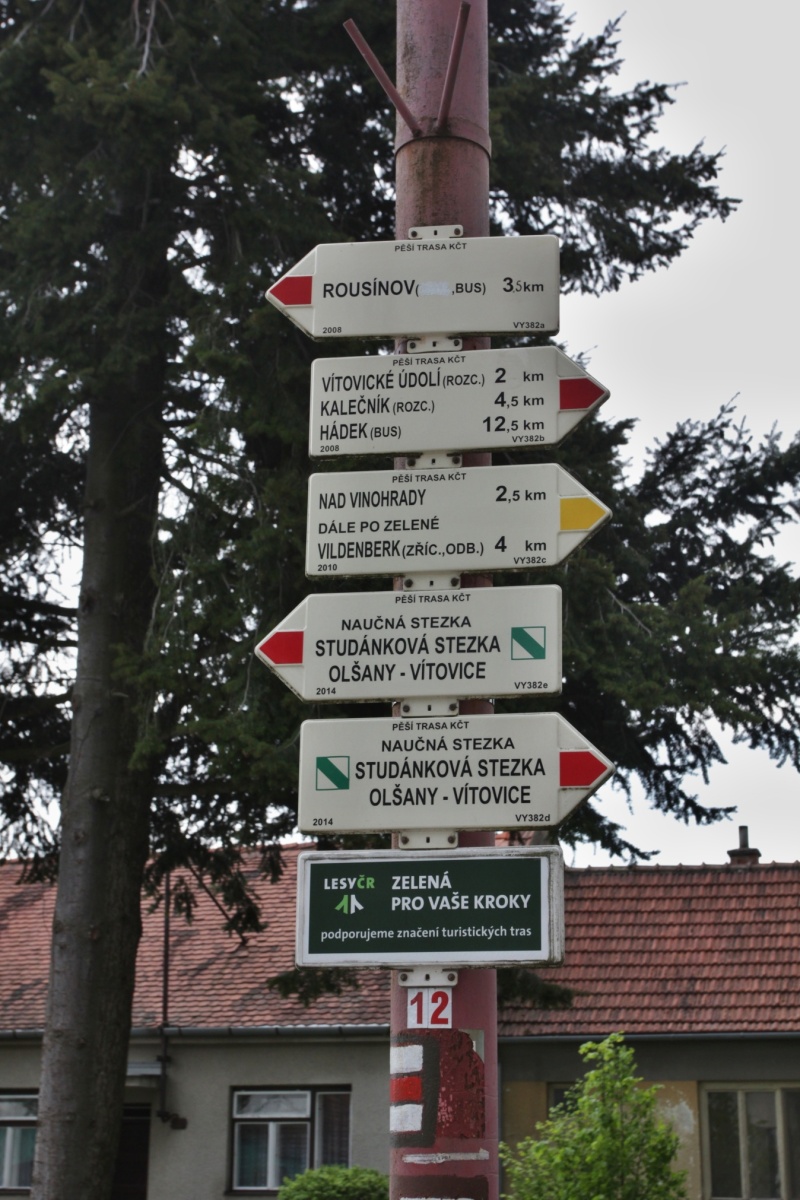 PĚŠÍ TRASA KČT
ROUSÍNOV (,BUS) 3,5 km
2008 VY382a
PĚŠÍ TRASA KČT
VÍTOVICKÉ ÚDOLÍ (ROZC.) 2 km
KALEČNÍK (ROZC.) 4,5 km
HÁDEK (BUS) 12,5 km
2008 VY382b
PĚŠÍ TRASA KČT
NAD VINOHRADY 2,5 km
DÁLE PO ZELENÉ
VILDENBERK (ZŘÍC.,ODB.) 4 km
2010 VY382c
PĚŠÍ TRASA KČT
NAUČNÁ STEZKA
STUDÁNKOVÁ STEZKA
OLŠANY - VÍTOVICE
2014 VY382e
PĚŠÍ TRASA KČT
NAUČNÁ STEZKA
STUDÁNKOVÁ STEZKA
OLŠANY - VÍTOVICE
2014 VY382d
LESYČR ZELENÁ
PRO VAŠE KROKY
podporujeme značení turistických tras
12